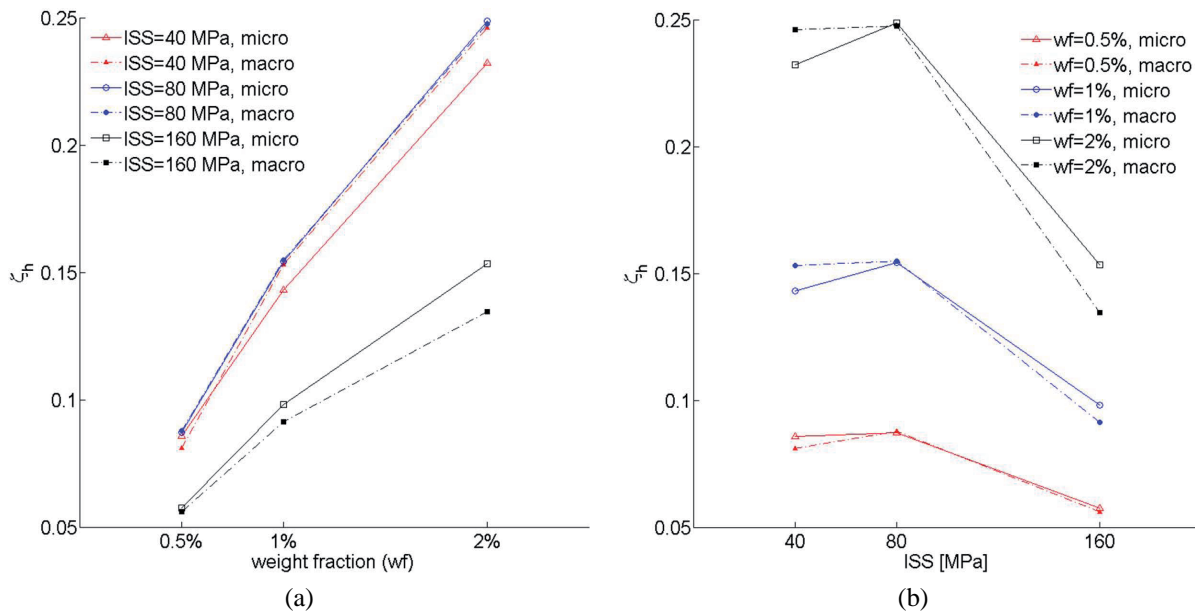 0.25
0.2
0.15
0.1
0.05
ζh
ISS=40 MPa, micro
ISS=40 MPa, macro
ISS=80 MPa, micro
ISS=80 MPa, macro
ISS=160 MPa, micro
ISS=160 MPa, macro
0.5% 1% 2%
weight fraction (wf)
(a)
0.25
0.2
0.15
0.1
0.05
ζh
wf=0.5%, micro
wf=0.5%, macro
wf=1%, micro
wf=1%, macro
wf=2%, micro
wf=2%, macro
40 80 160
ISS [MPa]
(b)